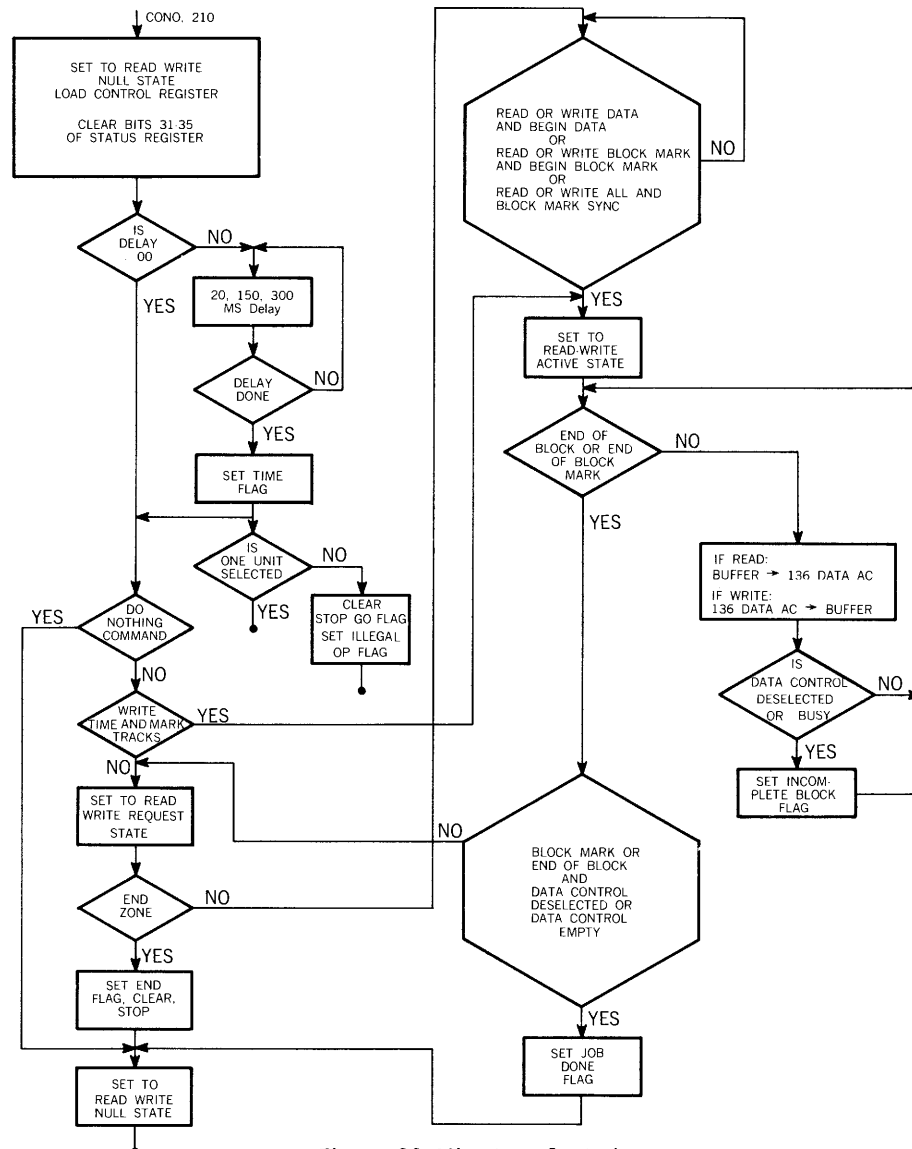 CONO, 210
SET TO READ WRITE
NULL STATE
LOAD CONTROL REGISTER
CLEAR BITS 31-35
OF STATUS REGISTER
IS
DELAY
00
NO
YES
20, 150, 300
MS Delay
DELAY
DONE
NO
YES
SET TIME
FLAG
IS
ONE UNIT
SELECTED
NO
YES
CLEAR
STOP GO FLAG
SET ILLEGAL
OP FLAG
DO
NOTHING
COMMAND
YES
NO
WRITE
TIME AND MARK
TRACKS
YES
NO
SET TO READ
WRITE REQUEST
STATE
END
ZONE
NO
YES
SET END
FLAG, CLEAR,
STOP
SET TO
READ WRITE
NULL STATE
READ OR WRITE DATA
AND BEGIN DATA
OR
READ OR WRITE BLOCK MARK
AND BEGIN BLOCK MARK
OR
READ OR WRITE ALL AND
BLOCK MARK SYNC
NO
YES
SET TO
READ-WRITE
ACTIVE STATE
END OF
BLOCK OR END
OF BLOCK
MARK
NO
YES
IF READ:
BUFFER → 136 DATA AC
IF WRITE:
136 DATA AC → BUFFER
IS
DATA CONTROL
DESELECTED
OR BUSY
NO
YES
SET INCOM-
PLETE BLOCK
FLAG
BLOCK MARK OR
END OF BLOCK
AND
DATA CONTROL
DESELECTED OR
DATA CONTROL
EMPTY
NO
YES
SET JOB
DONE
FLAG